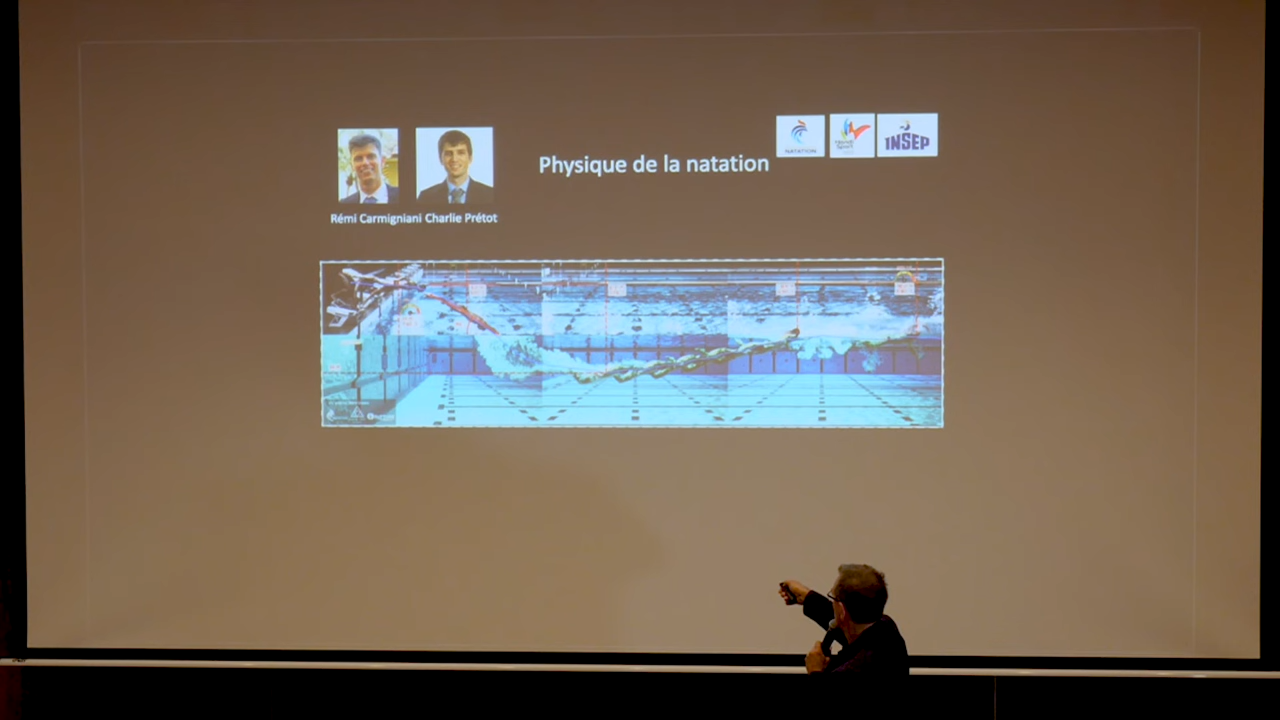 Physique de la natation
NATATION
INSEP
Rémi Carmigniani Charlie Prétot